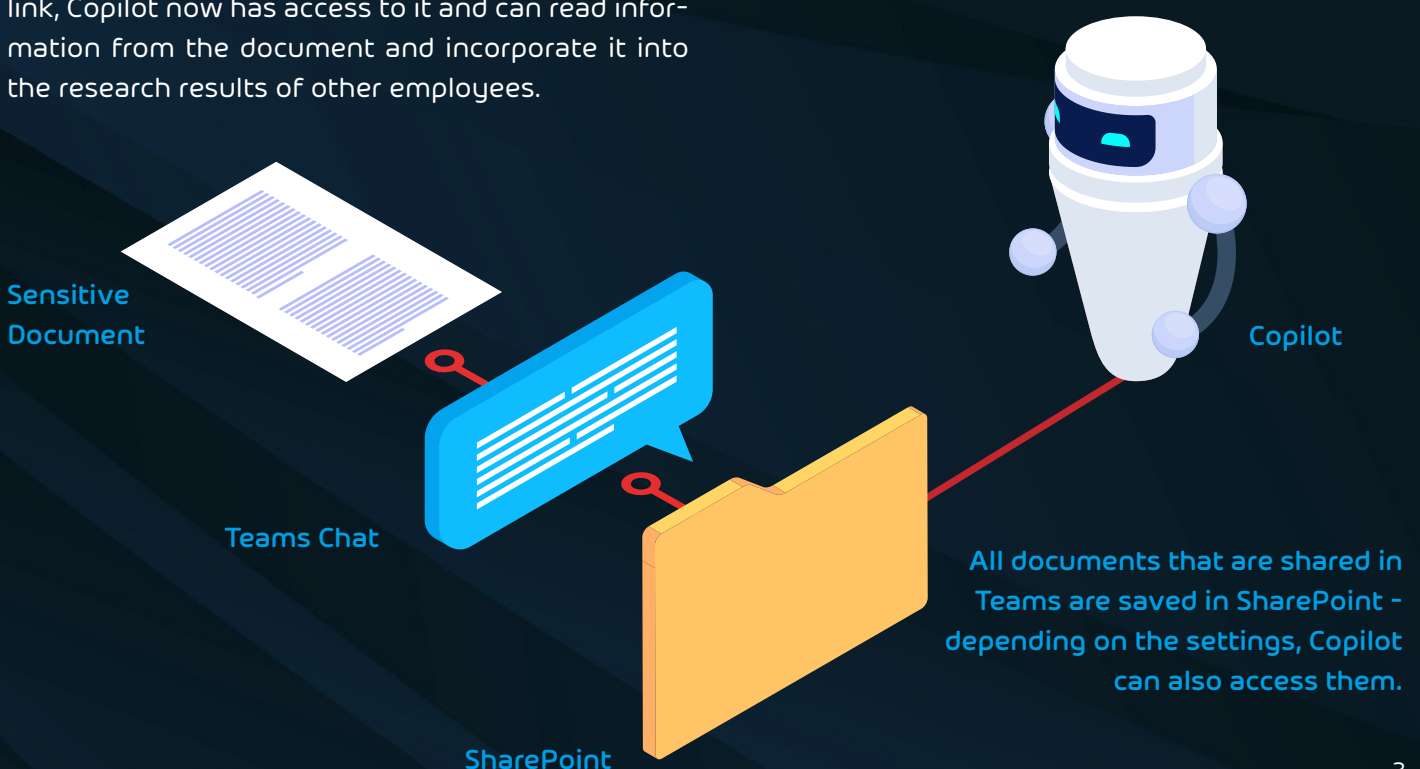 link, Copilot now has access to it and can read infor-
mation from the document and incorporate it into
the research results of other employees.
Sensitive
Document
Copilot
Teams Chat
All documents that are shared in
Teams are saved in SharePoint -
depending on the settings, Copilot
can also access them.
SharePoint